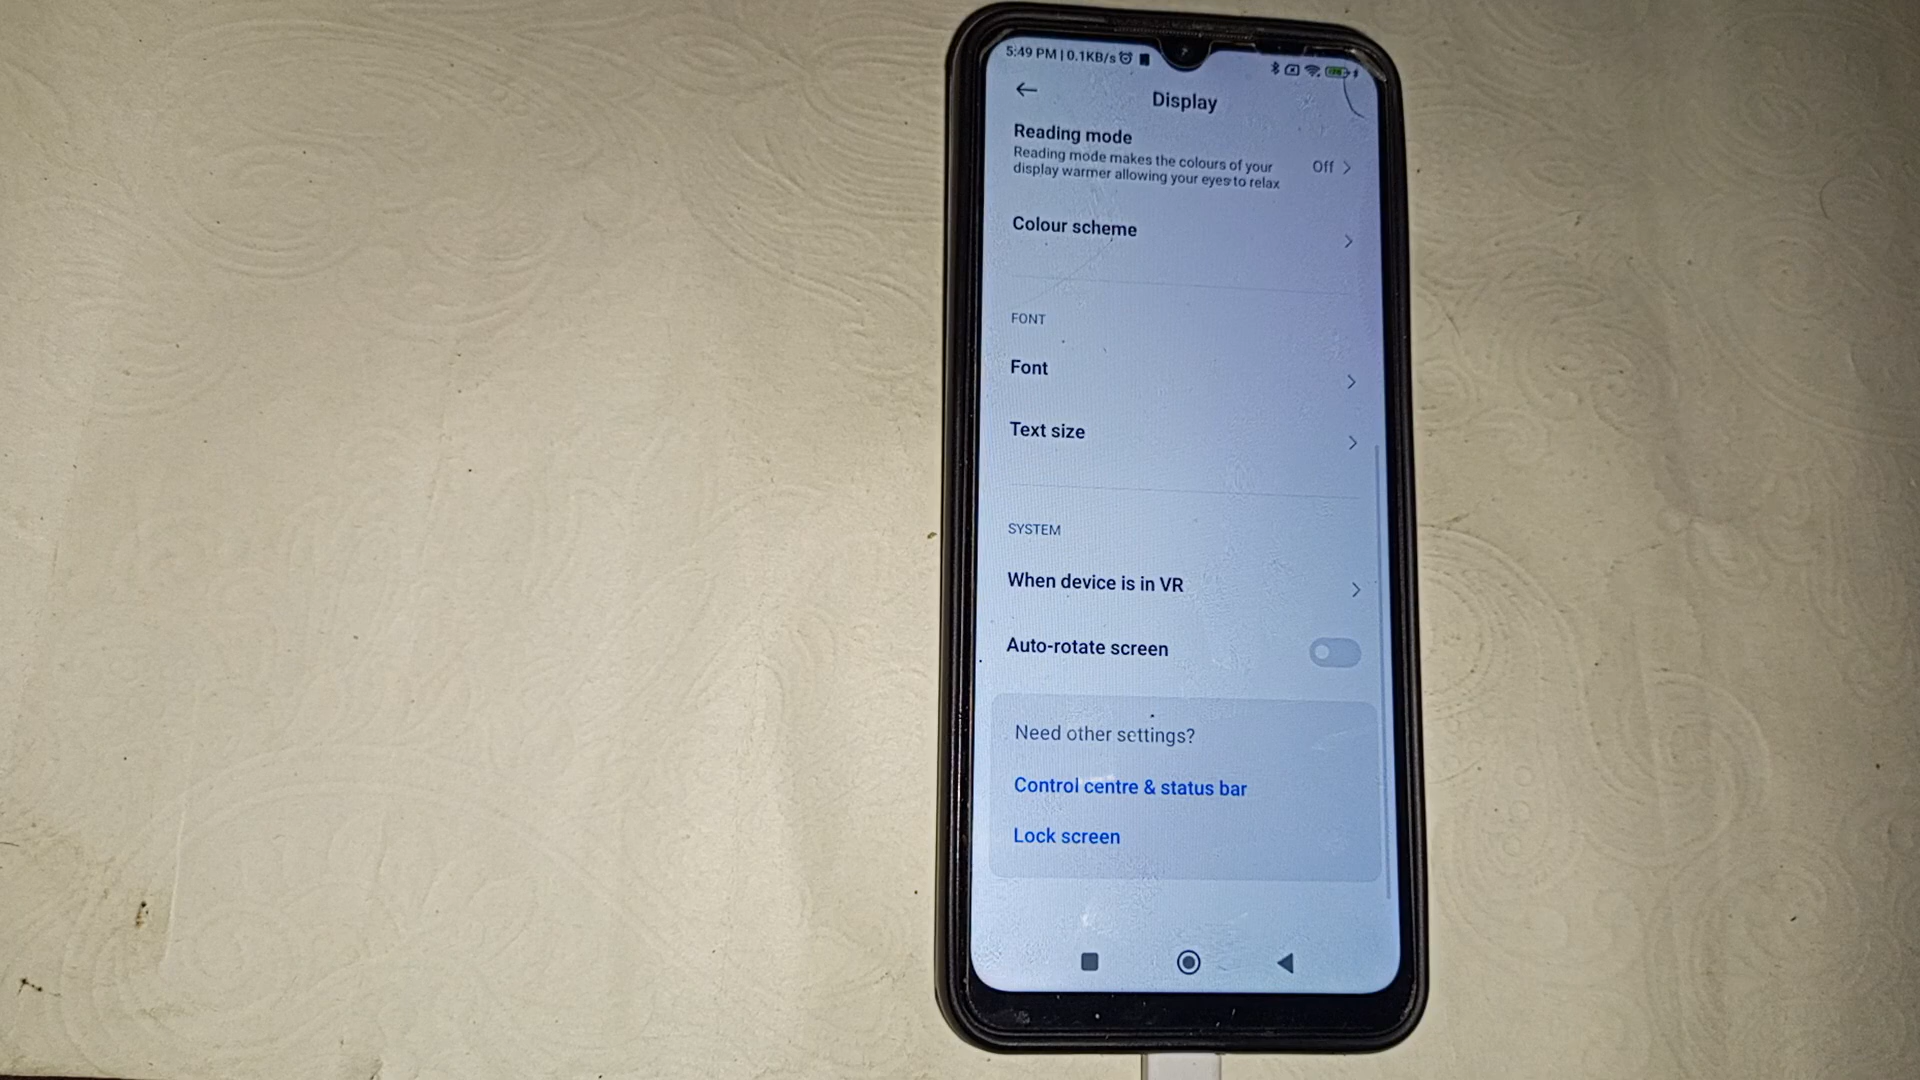 5:49 PM | 0.1KB/s
Display
Reading mode
Reading mode makes the colours of your
display warmer allowing your eyes to relax
Off
Colour scheme
FONT
Font
Text size
SYSTEM
When device is in VR
Auto-rotate screen
Need other settings?
Control centre & status bar
Lock screen